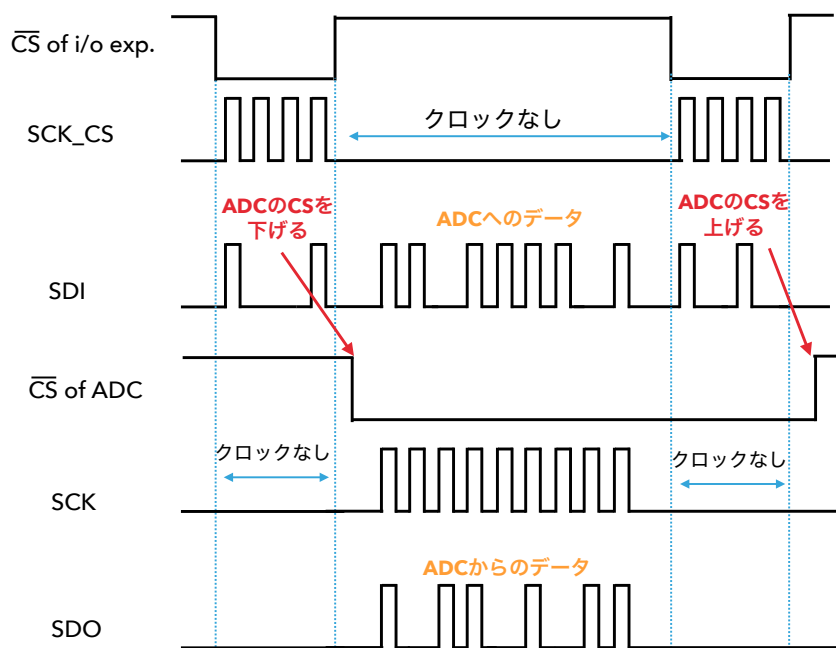 CS of i/o exp.
クロックなし
SCK_CS
ADCのCSを
下げる
ADCへのデータ
ADCのCSを
上げる
SDI
CS of ADC
クロックなし
クロックなし
SCK
ADCからのデータ
SDO